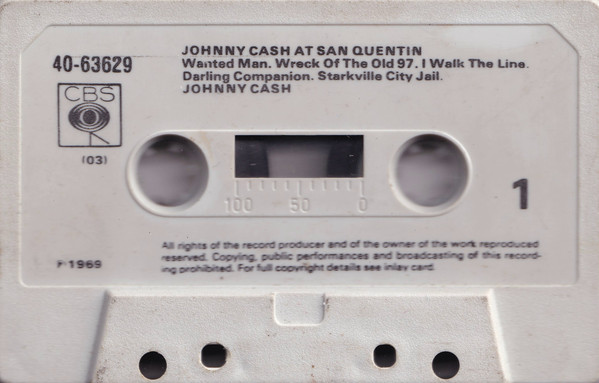 JOHNNY CASH AT SAN QUENTIN
40-63629
Wanted Man. Wreck Of The Old 97. I Walk The Line.
Darling Companion. Starkville City Jail.
JOHNNY CASH
CBS
(03)
100 50 0
1
All rights of the record producer and of the owner of the work reproduced
reserved. Copying, public performances and broadcasting of this record-
ing prohibited. For full copyright details see inlay card.
P 1969